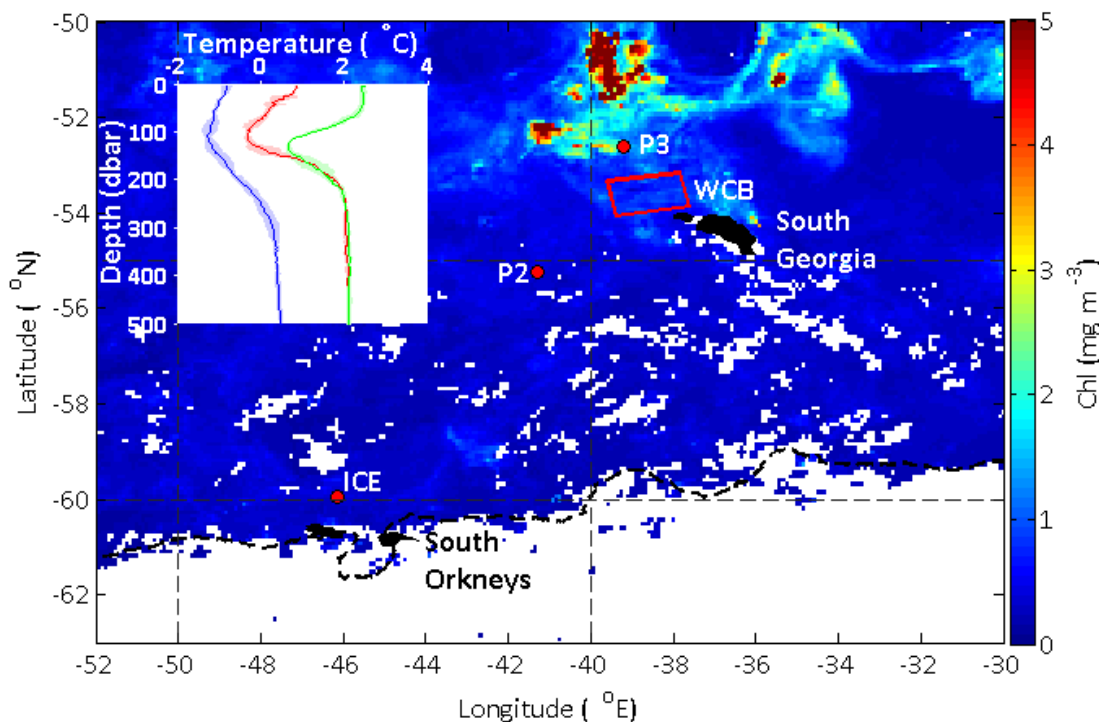 -50
-52
-54
-56
-58
-60
-62
Latitude ( °N)
-52
-50
-48
-46
-44
-42
-40
-38
-36
-34
-32
-30
Longitude ( °E)
Temperature ( °C)
-2
0
2
4
Depth (dbar)
0
100
200
300
400
500
P3
WCB
South
Georgia
P2
ICE
South
Orkneys
5
4
3
2
1
0
Chl (mg m -3)